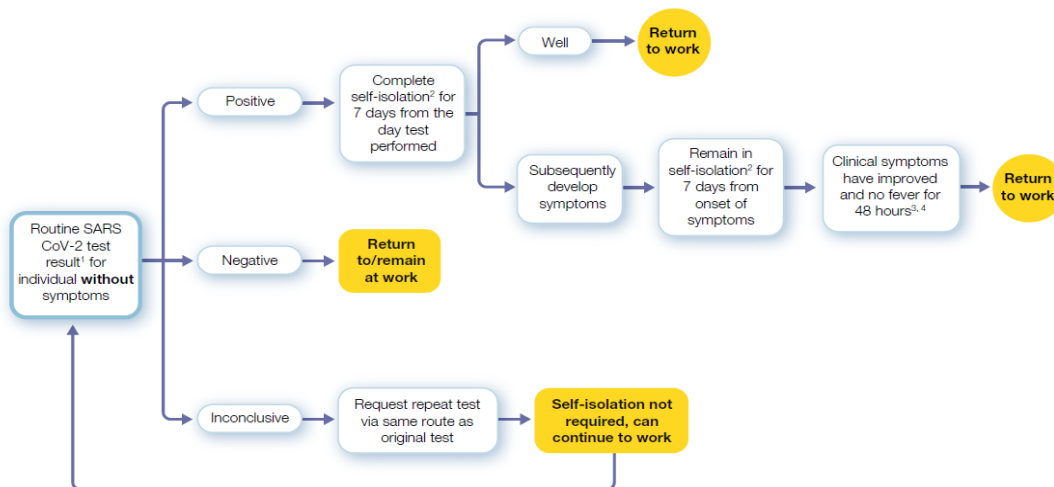 Routine SARS
CoV-2 test
result¹ for
individual without
symptoms
Positive
Complete
self-isolation² for
7 days from the
day test
performed
Well
Return
to work
Subsequently
develop
symptoms
Remain in
self-isolation² for
7 days from
onset of
symptoms
Clinical symptoms
have improved
and no fever for
48 hours³,⁴
Return
to work
Negative
Return
to/remain
at work
Inconclusive
Request repeat test
via same route as
original test
Self-isolation not
required, can
continue to work